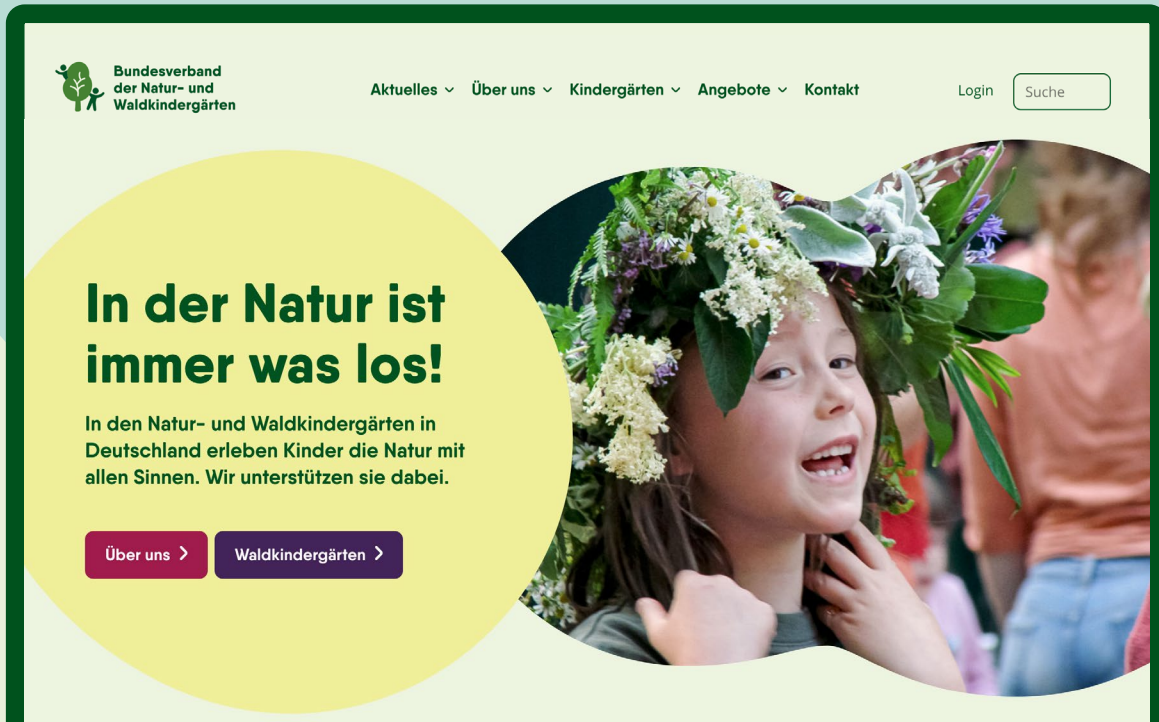 Bundesverband
der Natur- und
Waldkindergärten
Aktuelles
Über uns
Kindergärten
Angebote
Kontakt
Login
Suche
In der Natur ist
immer was los!
In den Natur- und Waldkindergärten in
Deutschland erleben Kinder die Natur mit
allen Sinnen. Wir unterstützen sie dabei.
Über uns
Waldkindergärten